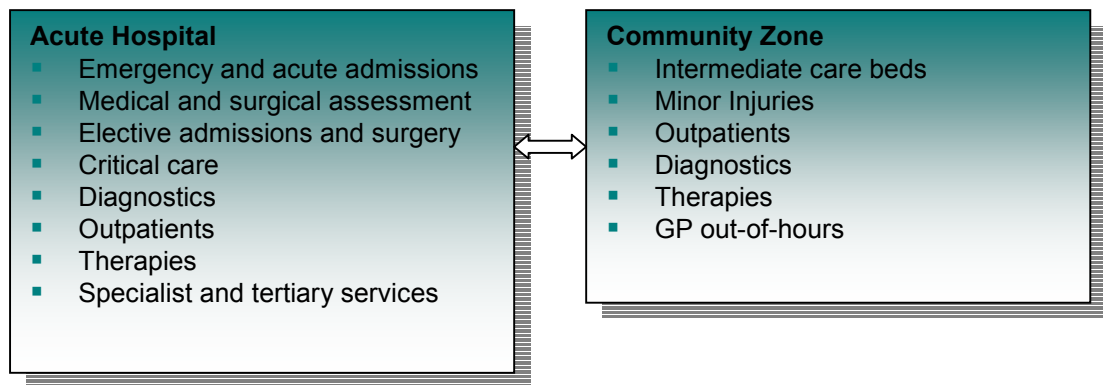 Acute Hospital
▪ Emergency and acute admissions
▪ Medical and surgical assessment
▪ Elective admissions and surgery
▪ Critical care
▪ Diagnostics
▪ Outpatients
▪ Therapies
▪ Specialist and tertiary services
Community Zone
▪ Intermediate care beds
▪ Minor Injuries
▪ Outpatients
▪ Diagnostics
▪ Therapies
▪ GP out-of-hours